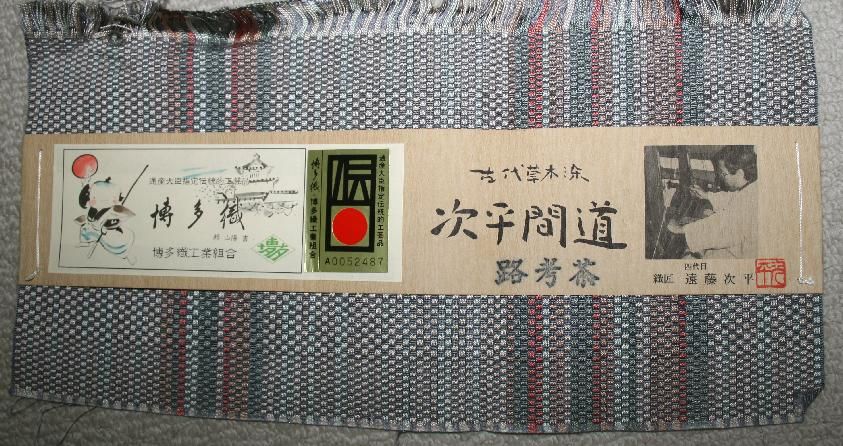 通産大臣指定伝統的工芸品
博多織
博多織工業組合
博多織
博多織工業組合
伝
通産大臣指定伝統的工芸品
A0052487
古代草木染
次平間道
路考茶
四代目
織匠 遠藤次平